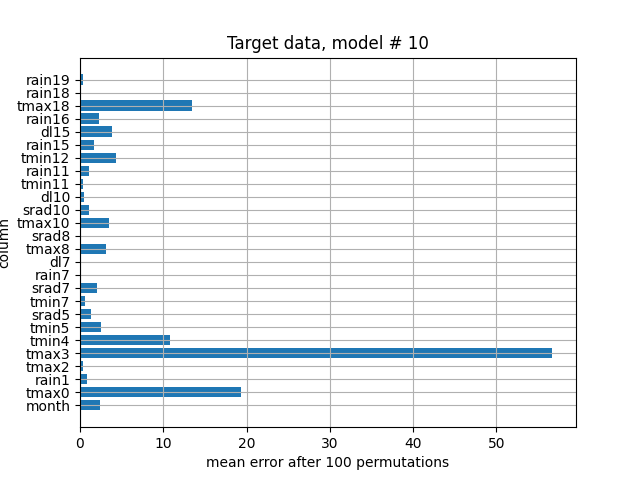 Target data, model # 10
column
rain19
rain18
tmax18
rain16
dl15
rain15
tmin12
rain11
tmin11
dl10
srad10
tmax10
srad8
tmax8
dl7
rain7
srad7
tmin7
srad5
tmin5
tmin4
tmax3
tmax2
rain1
tmax0
month
0 10 20 30 40 50
mean error after 100 permutations